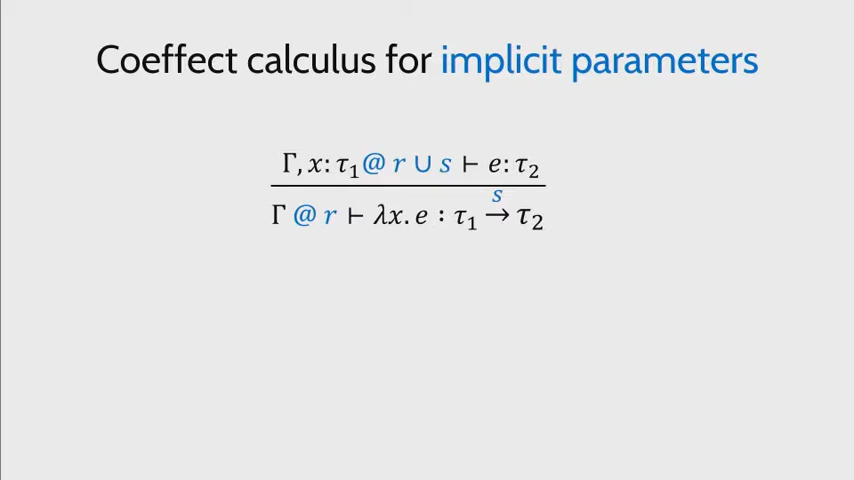 Coeffect calculus for implicit parameters
Γ, x: τ₁@ r ∪ s ⊢ e: τ₂
s
Γ @ r ⊢ λx. e : τ₁ → τ₂